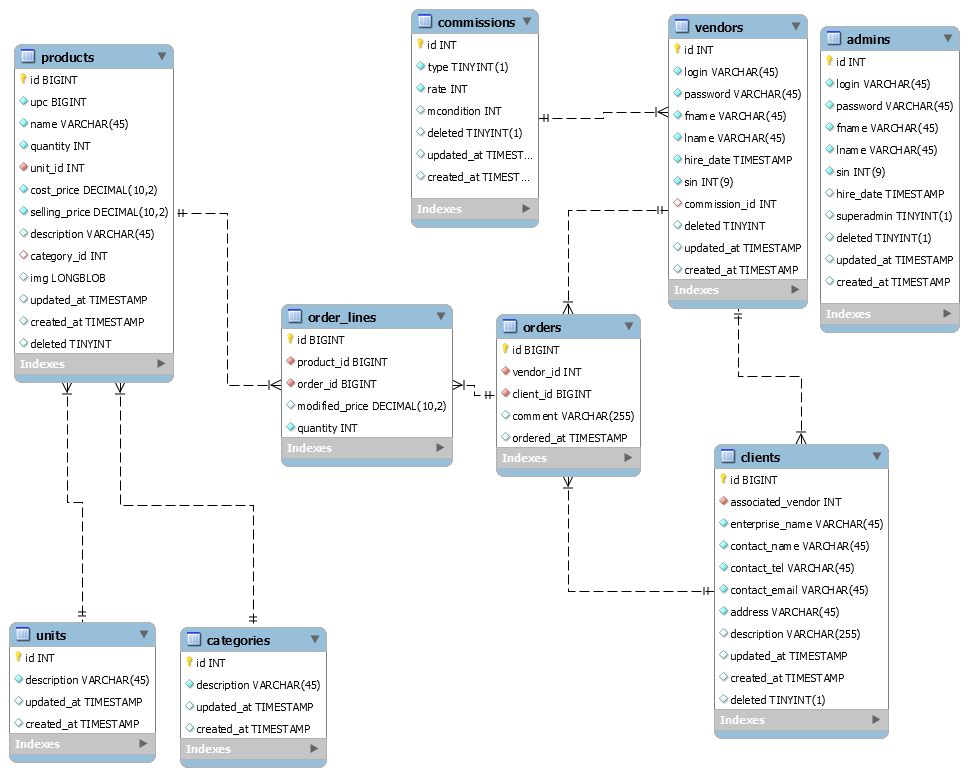 commissions
id INT
type TINYINT(1)
rate INT
mcondition INT
deleted TINYINT(1)
updated_at TIMEST...
created_at TIMEST...
Indexes
vendors
id INT
login VARCHAR(45)
password VARCHAR(45)
fname VARCHAR(45)
lname VARCHAR(45)
hire_date TIMESTAMP
sin INT(9)
commission_id INT
deleted TINYINT
updated_at TIMESTAMP
created_at TIMESTAMP
Indexes
admins
id INT
login VARCHAR(45)
password VARCHAR(45)
fname VARCHAR(45)
lname VARCHAR(45)
sin INT(9)
hire_date TIMESTAMP
superadmin TINYINT(1)
deleted TINYINT(1)
updated_at TIMESTAMP
created_at TIMESTAMP
Indexes
products
id BIGINT
upc BIGINT
name VARCHAR(45)
quantity INT
unit_id INT
cost_price DECIMAL(10,2)
selling_price DECIMAL(10,2)
description VARCHAR(45)
category_id INT
img LONGBLOB
updated_at TIMESTAMP
created_at TIMESTAMP
deleted TINYINT
Indexes
order_lines
id BIGINT
product_id BIGINT
order_id BIGINT
modified_price DECIMAL(10,2)
quantity INT
Indexes
orders
id BIGINT
vendor_id INT
client_id BIGINT
comment VARCHAR(255)
ordered_at TIMESTAMP
Indexes
clients
id BIGINT
associated_vendor INT
enterprise_name VARCHAR(45)
contact_name VARCHAR(45)
contact_tel VARCHAR(45)
contact_email VARCHAR(45)
address VARCHAR(45)
description VARCHAR(255)
updated_at TIMESTAMP
created_at TIMESTAMP
deleted TINYINT(1)
Indexes
units
id INT
description VARCHAR(45)
updated_at TIMESTAMP
created_at TIMESTAMP
Indexes
categories
id INT
description VARCHAR(45)
updated_at TIMESTAMP
created_at TIMESTAMP
Indexes